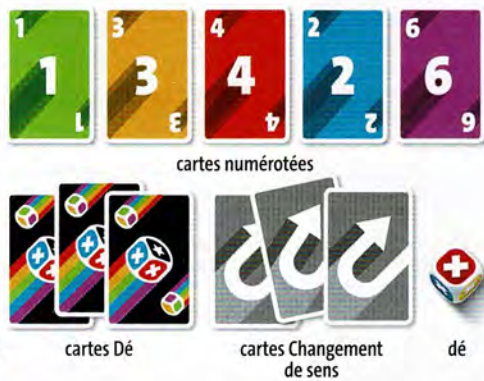 1 3 4 2 6
1 3 4 2 6
1 3 4 2 6
cartes numérotées
cartes Dé
cartes Changement
de sens
dé